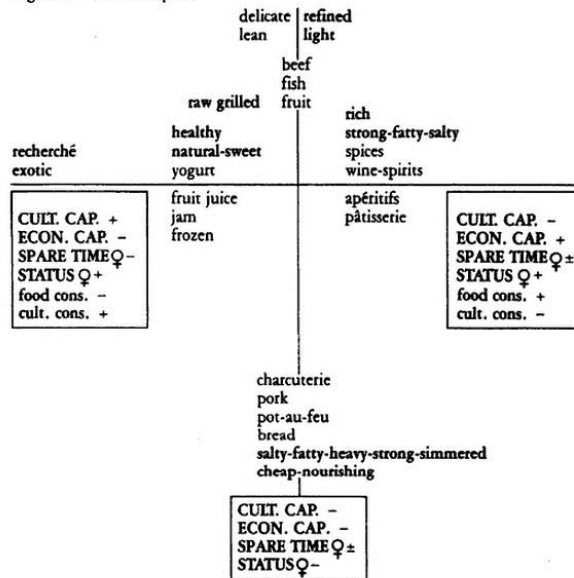 delicate refined
lean light
beef
fish
raw grilled fruit
rich
healthy strong-fatty-salty
recherché natural-sweet spices
exotic yogurt wine-spirits
fruit juice apéritifs
jam pâtisserie
frozen
CULT. CAP. +
ECON. CAP. -
SPARE TIME♀-
STATUS♀+
food cons. -
cult. cons. +
CULT. CAP. -
ECON. CAP. +
SPARE TIME♀±
STATUS♀+
food cons. +
cult. cons. -
charcuterie
pork
pot-au-feu
bread
salty-fatty-heavy-strong-simmered
cheap-nourishing
CULT. CAP. -
ECON. CAP. -
SPARE TIME♀±
STATUS♀-